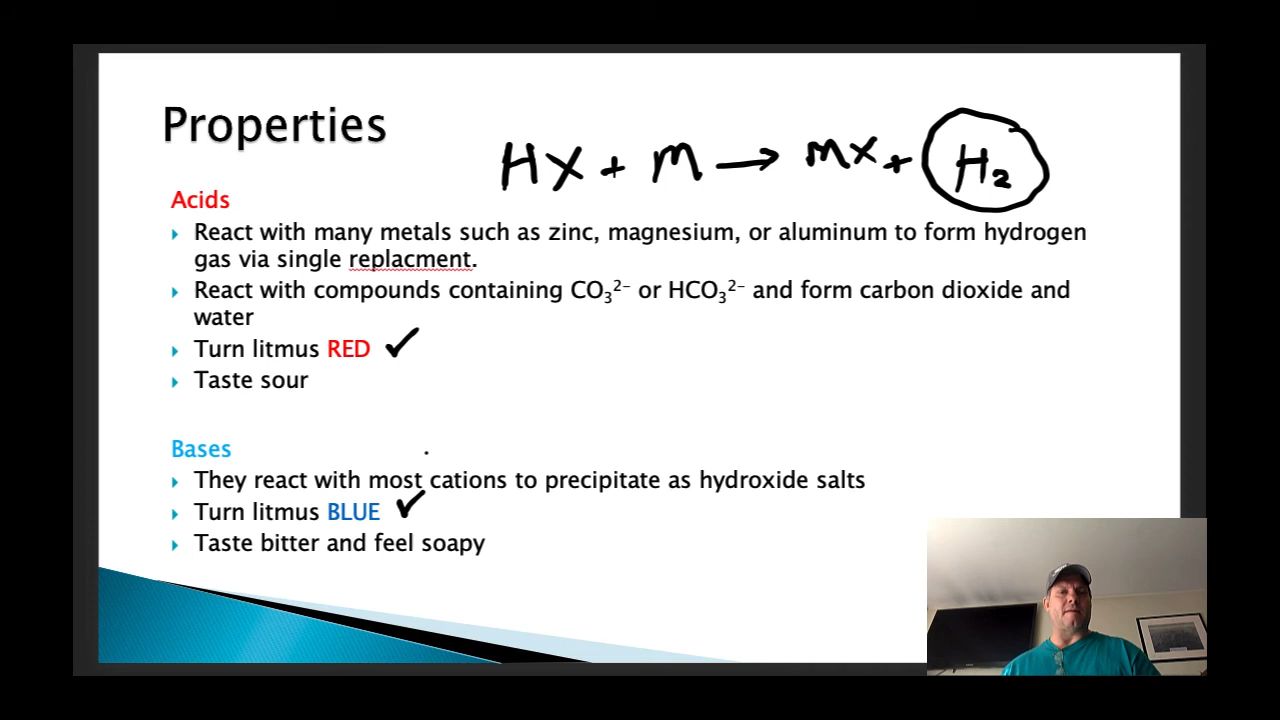 Properties
HX + M → MX + H₂
Acids
React with many metals such as zinc, magnesium, or aluminum to form hydrogen
gas via single replacment.
React with compounds containing CO₃²⁻ or HCO₃²⁻ and form carbon dioxide and
water
Turn litmus RED ✓
Taste sour
Bases
They react with most cations to precipitate as hydroxide salts
Turn litmus BLUE ✓
Taste bitter and feel soapy